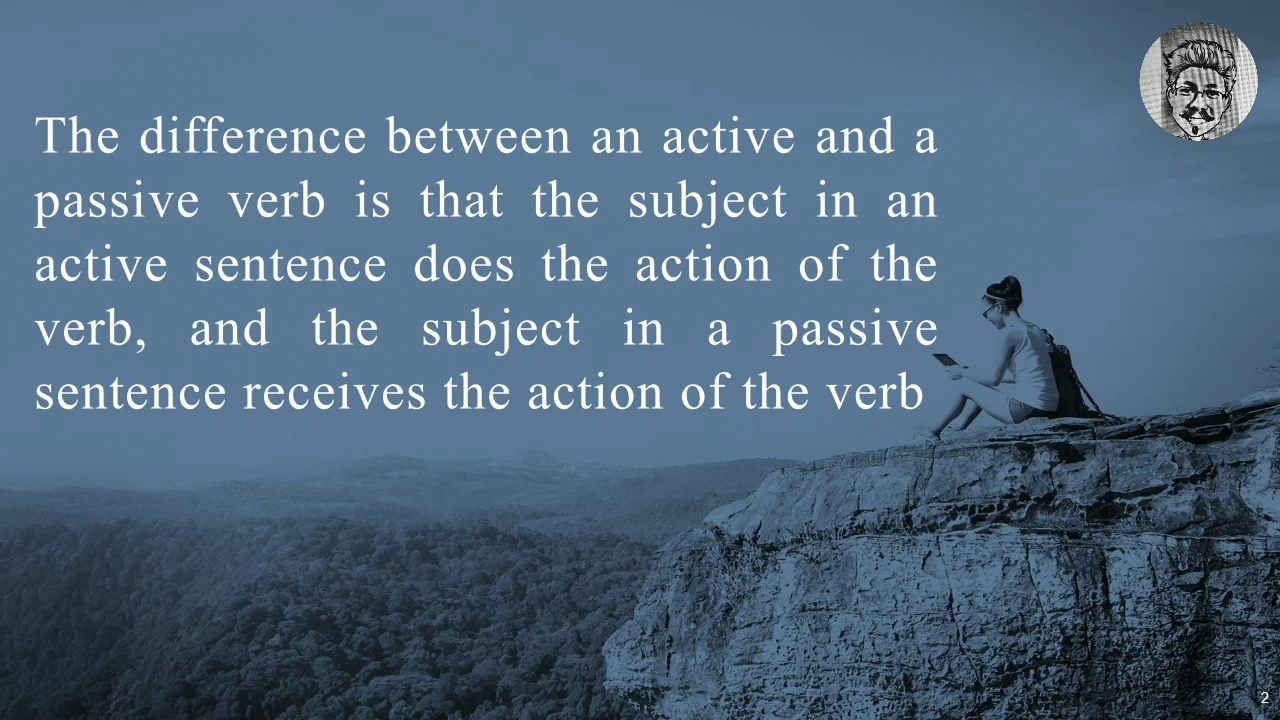 The difference between an active and a
passive verb is that the subject in an
active sentence does the action of the
verb, and the subject in a passive
sentence receives the action of the verb
2